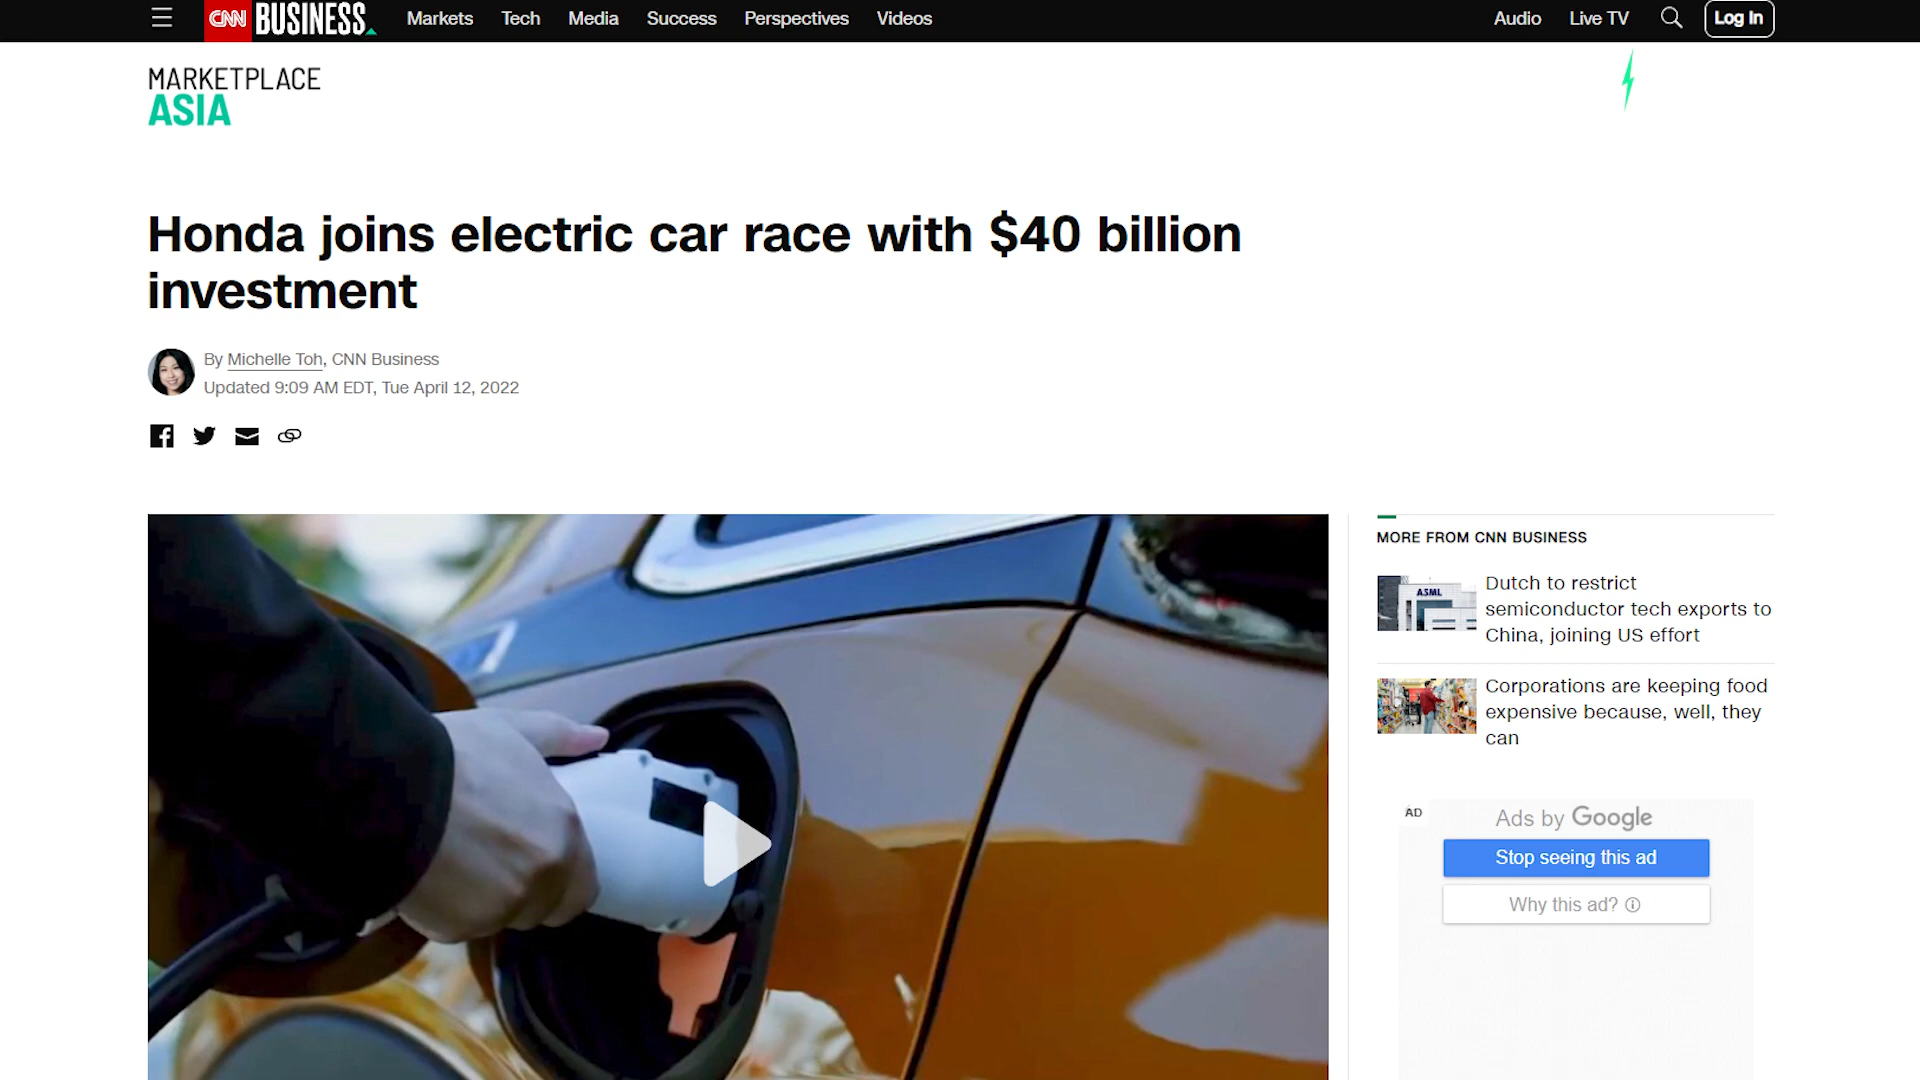 CNN BUSINESS Markets Tech Media Success Perspectives Videos Audio Live TV Log In
MARKETPLACE
ASIA
Honda joins electric car race with $40 billion
investment
By Michelle Toh, CNN Business
Updated 9:09 AM EDT, Tue April 12, 2022
MORE FROM CNN BUSINESS
ASML
Dutch to restrict
semiconductor tech exports to
China, joining US effort
Corporations are keeping food
expensive because, well, they
can
AD
Ads by Google
Stop seeing this ad
Why this ad?